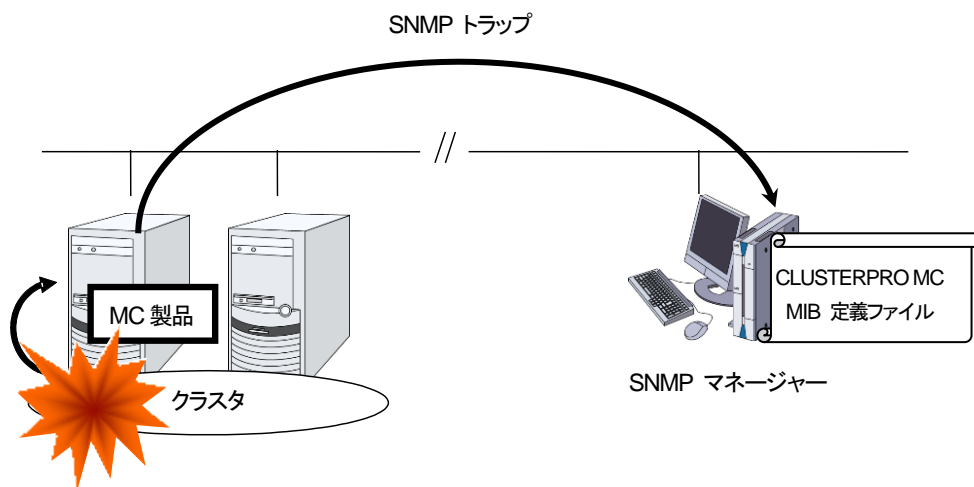 SNMP トラップ
MC 製品
クラスタ
CLUSTERPRO MC
MIB 定義ファイル
SNMP マネージャー